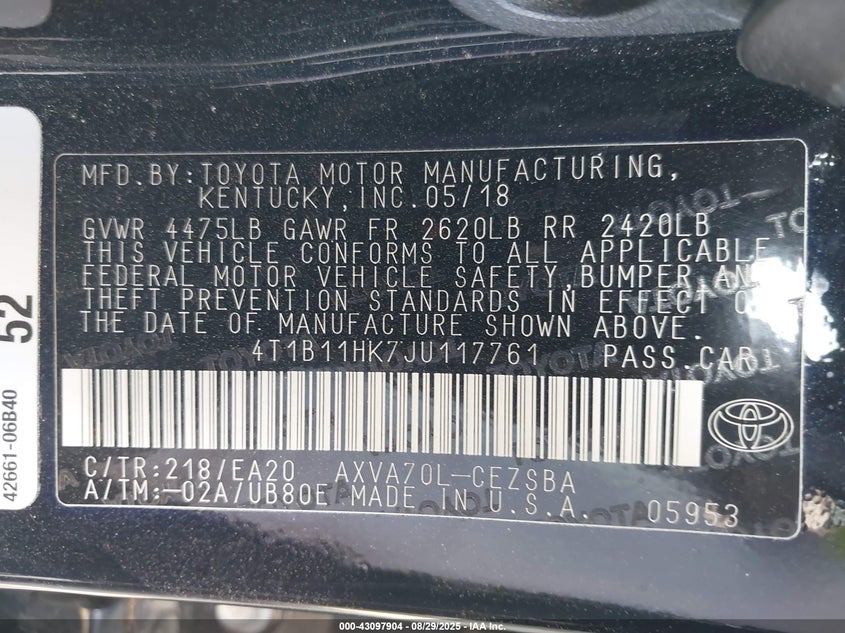 MFD.BY:TOYOTA MOTOR MANUFACTURING,
KENTUCKY,INC.05/18
GVWR 4475LB GAWR FR 2620LB RR 2420LB
THIS VEHICLE CONFORMS TO ALL APPLICABLE
FEDERAL MOTOR VEHICLE SAFETY,BUMPER,AND
THEFT PREVENTION STANDARDS IN EFFECT O
THE DATE OF MANUFACTURE SHOWN ABOVE.
4T1B11HK7JU117761 PASS.CAR
C/TR:218/EA20 AXVA70L-CEZSBA
A/TM:-02A/UB80E MADE IN U.S.A. 05953
52
42661-06B40
TOYOTA
000-43097904 - 08/29/2025 - IAA Inc.